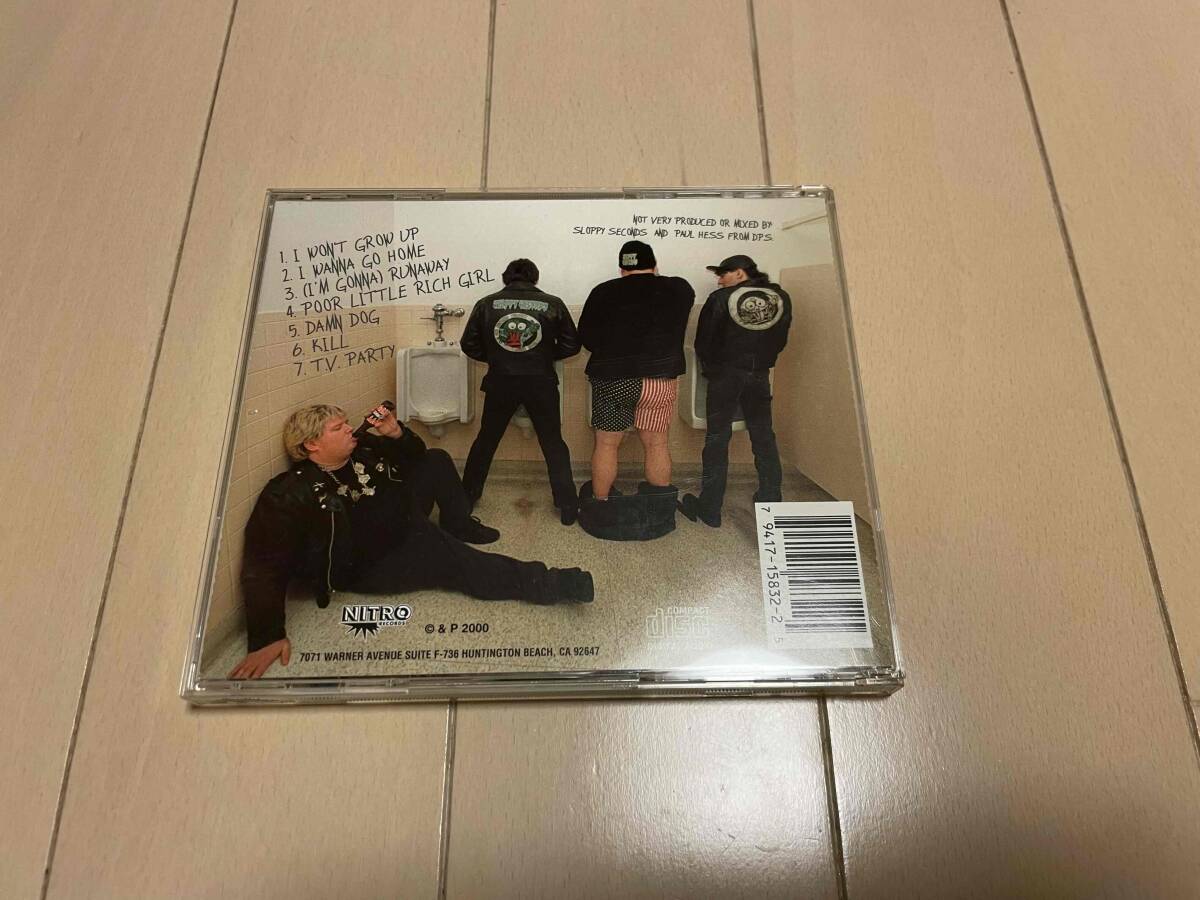 NOT VERY PRODUCED OR MIXED BY:
SLOPPY SECONDS AND PAUL HESS FROM D.P.S.
1. I WON'T GROW UP
2. I WANNA GO HOME
3. (I'M GONNA) RUNAWAY
4. POOR LITTLE RICH GIRL
5. DAMN DOG
6. KILL
7. T.V. PARTY
SLOPPY SECONDS
NITRO
RECORDS
© & P 2000
7071 WARNER AVENUE SUITE F-736 HUNTINGTON BEACH, CA 92647
COMPACT
disc
7 9417-15832-2 5